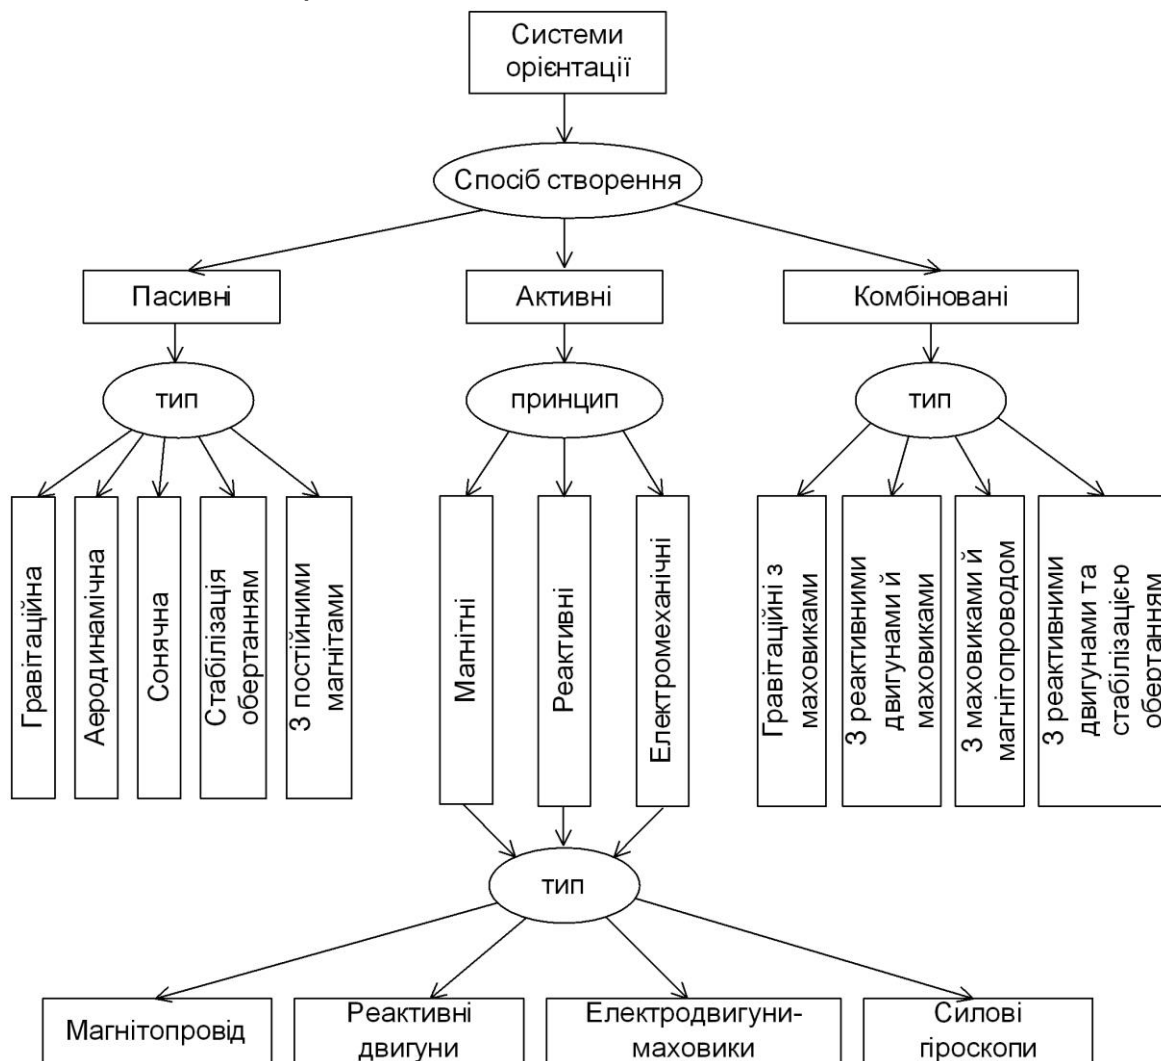 Системи
орієнтації
Спосіб створення
Пасивні
Активні
Комбіновані
тип
принцип
тип
Гравітаційна
Аеродинамічна
Сонячна
Стабілізація
обертанням
З постійними
магнітами
Магнітні
Реактивні
Електромеханічні
Гравітаційні з
маховиками
З реактивними
двигунами й
маховиками
З маховиками й
магнітопроводом
З реактивними
двигунами та
стабілізацією
обертанням
тип
Магнітопровід
Реактивні
двигуни
Електродвигуни-
маховики
Силові
гіроскопи